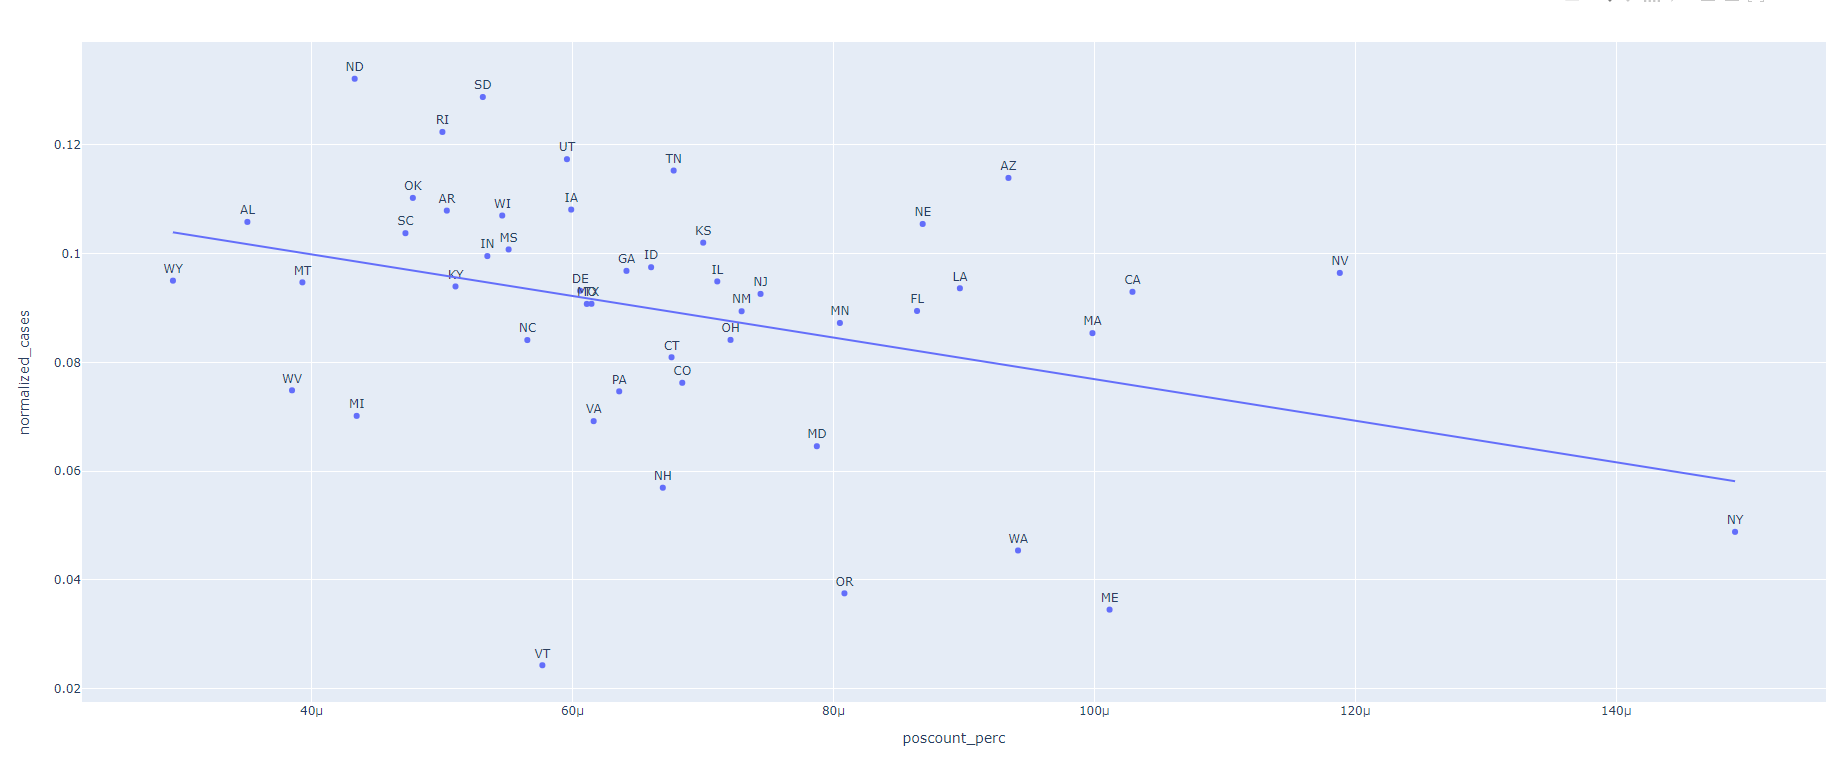 ND
SD
RI
0.12
UT
TN
AZ
OK
AR
WI
IA
AL
NE
SC
KS
IN
MS
0.1
ID
GA
WY
MT
IL
NV
KY
LA
CA
DE
NJ
TX
NM
FL
MN
MA
NC
OH
CT
0.08
CO
WV
PA
MI
VA
normalized_cases
MD
0.06
NH
NY
WA
0.04
OR
ME
VT
0.02
40µ 60µ 80µ 100µ 120µ 140µ
poscount_perc